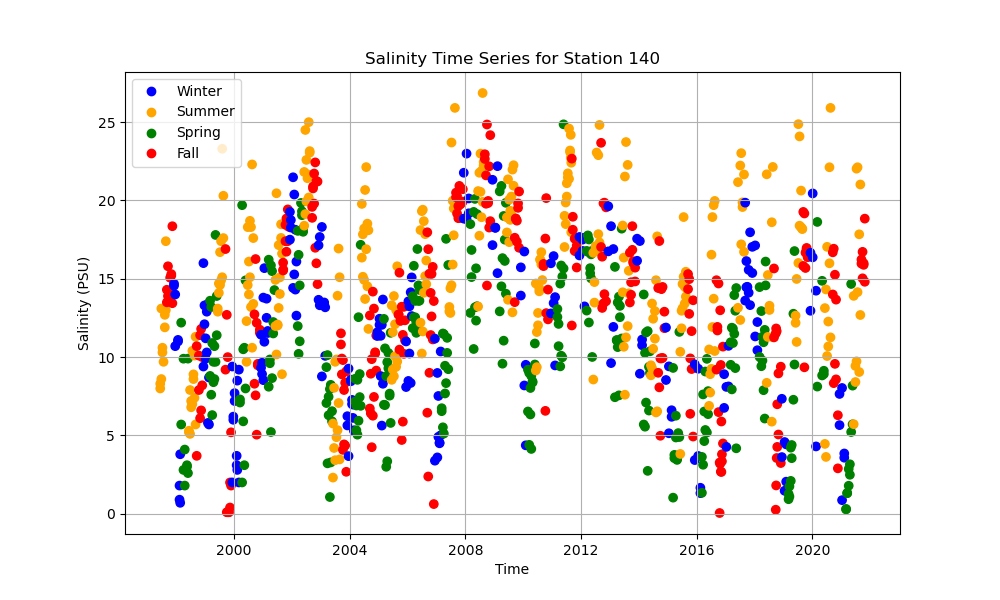 Salinity Time Series for Station 140
Winter
Summer
Spring
Fall
25
20
15
10
5
0
Salinity (PSU)
2000 2004 2008 2012 2016 2020
Time